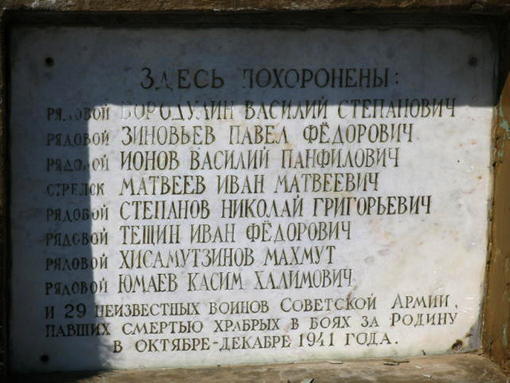 ЗДЕСЬ ПОХОРОНЕНЫ:
РЯДОВОЙ БОРОДУЛИН ВАСИЛИЙ СТЕПАНОВИЧ
РЯДОВОЙ ЗИНОВЬЕВ ПАВЕЛ ФЁДОРОВИЧ
РЯДОВОЙ ИОНОВ ВАСИЛИЙ ПАНФИЛОВИЧ
СТРЕЛОК МАТВЕЕВ ИВАН МАТВЕЕВИЧ
РЯДОВОЙ СТЕПАНОВ НИКОЛАЙ ГРИГОРЬЕВИЧ
РЯДОВОЙ ТЕЩИН ИВАН ФЁДОРОВИЧ
РЯДОВОЙ ХИСАМУТЗИНОВ МАХМУТ
РЯДОВОЙ ЮМАЕВ КАСИМ ХАЛИМОВИЧ
И 29 НЕИЗВЕСТНЫХ ВОИНОВ СОВЕТСКОЙ АРМИИ,
ПАВШИХ СМЕРТЬЮ ХРАБРЫХ В БОЯХ ЗА РОДИНУ
В ОКТЯБРЕ-ДЕКАБРЕ 1941 ГОДА.